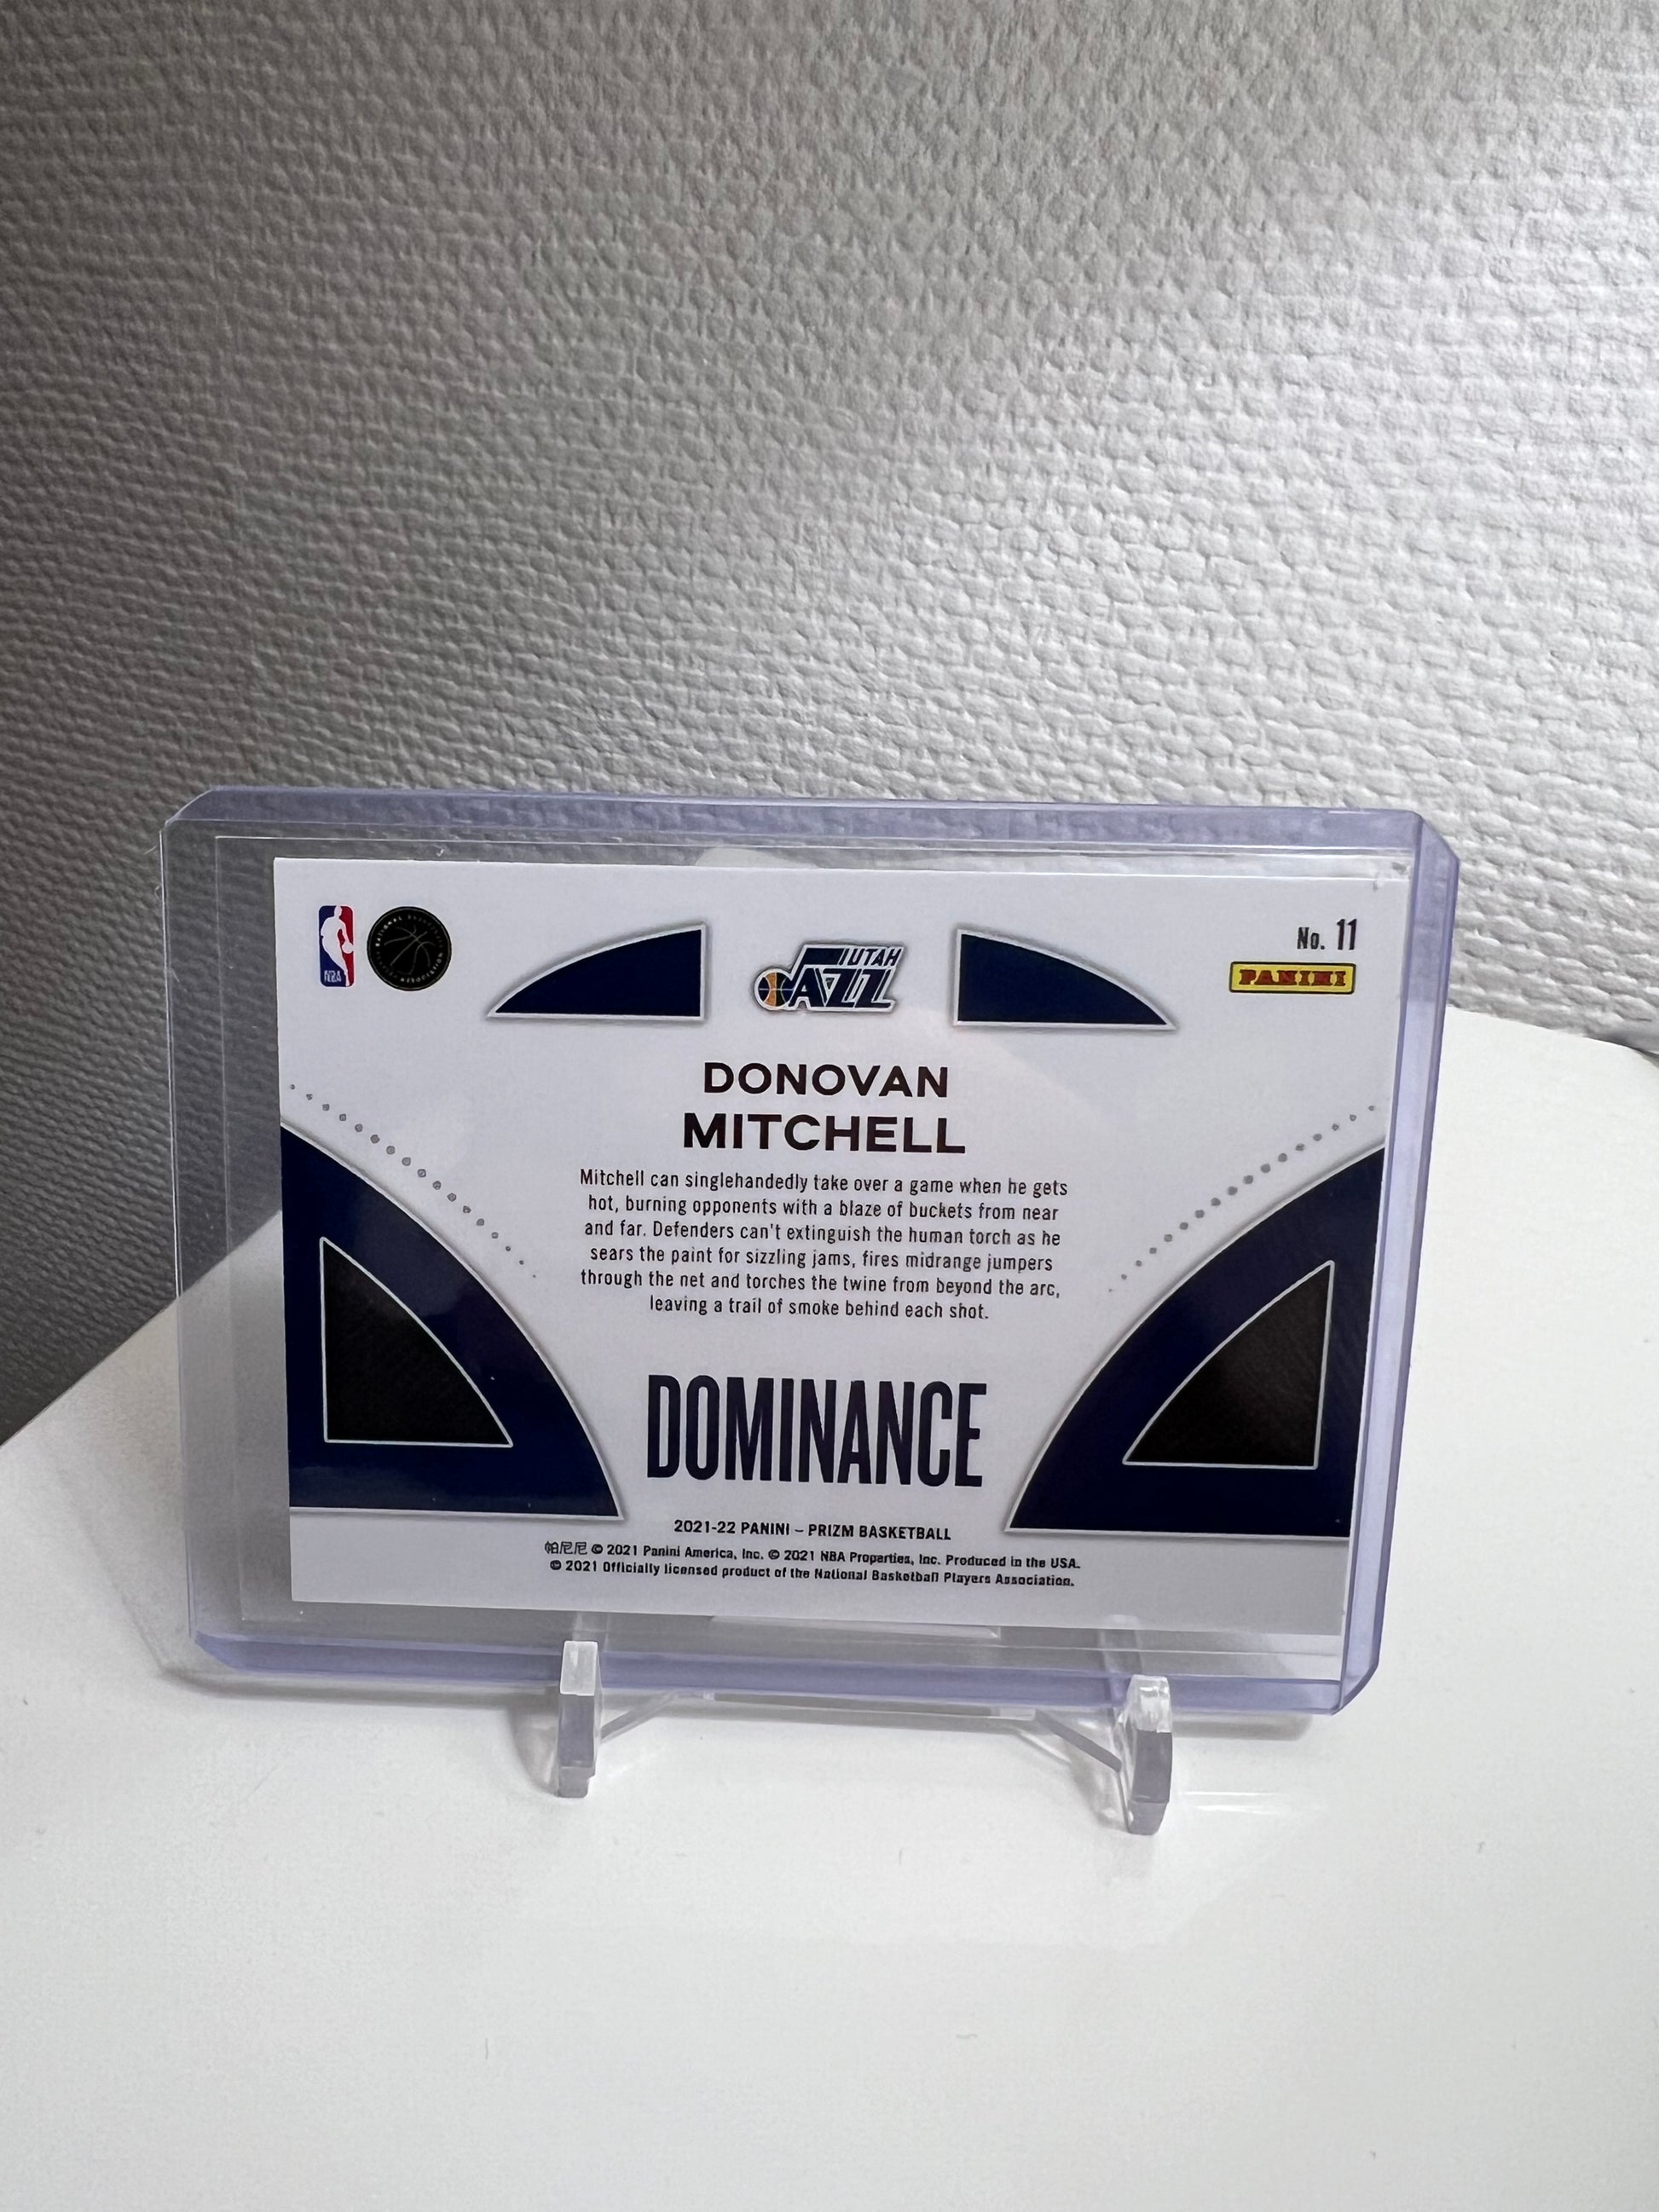 NBA
UTAH
JAZZ
No. 11
PANINI
DONOVAN
MITCHELL
Mitchell can singlehandedly take over a game when he gets
hot, burning opponents with a blaze of buckets from near
and far. Defenders can't extinguish the human torch as he
sears the paint for sizzling jams, fires midrange jumpers
through the net and torches the twine from beyond the arc,
leaving a trail of smoke behind each shot.
DOMINANCE
2021-22 PANINI – PRIZM BASKETBALL
帕尼尼 © 2021 Panini America, Inc. © 2021 NBA Properties, Inc. Produced in the USA.
© 2021 Officially licensed product of the National Basketball Players Association.